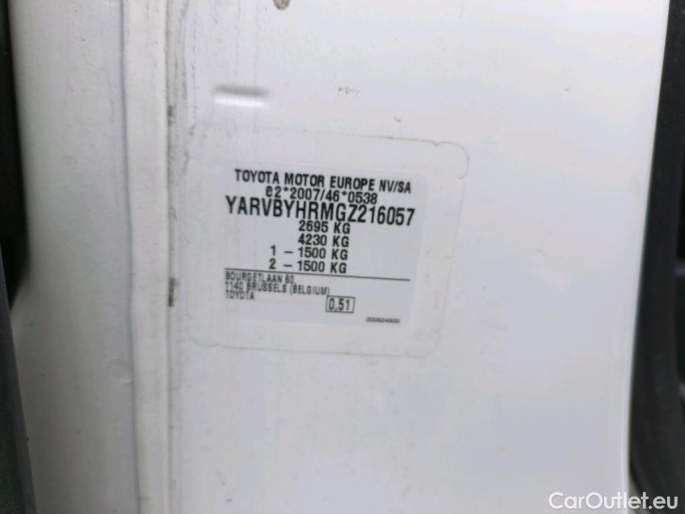 TOYOTA MOTOR EUROPE NV/SA
e2*2007/46*0538
YARVBYHRMGZ216057
2695 KG
4230 KG
1 - 1500 KG
2 - 1500 KG
BOURGETLAAN 60
1140 BRUSSELS (BELGIUM)
TOYOTA
0.51
CarOutlet.eu